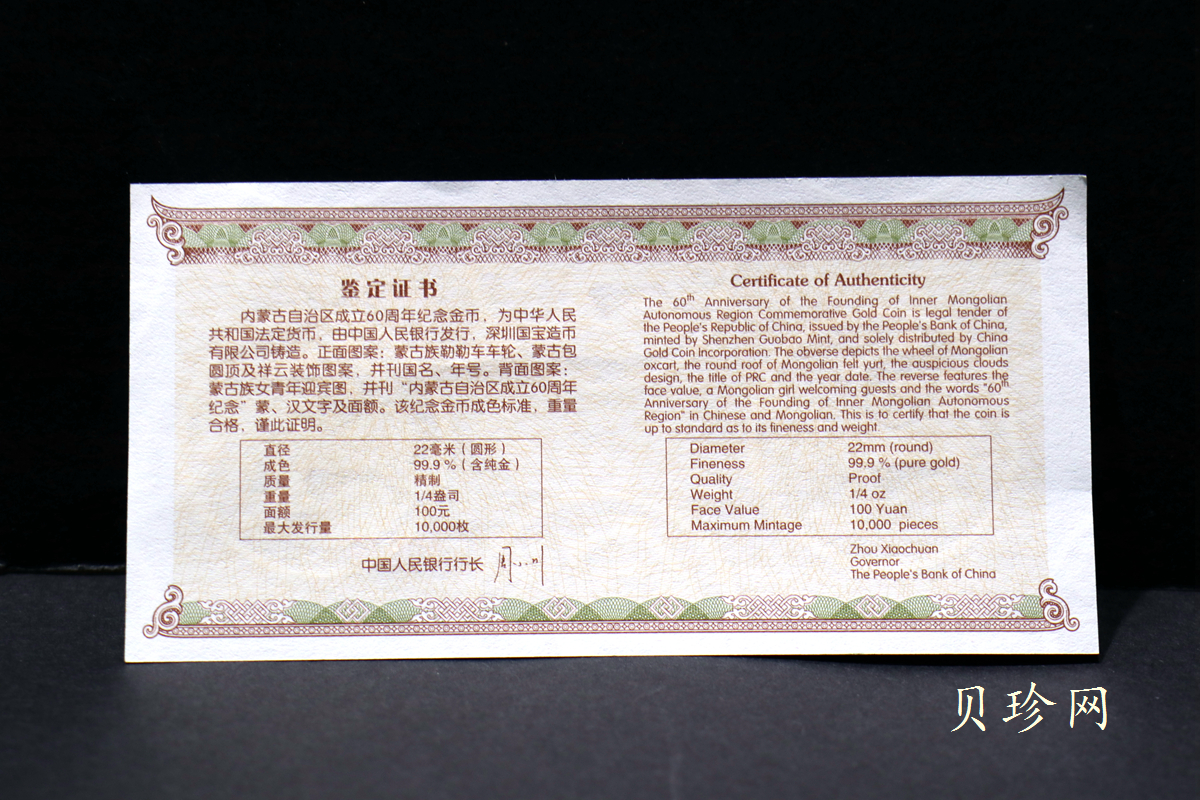 鉴定证书
内蒙古自治区成立60周年纪念金币，为中华人民
共和国法定货币，由中国人民银行发行，深圳国宝造币
有限公司铸造。正面图案：蒙古族勒勒车车轮、蒙古包
圆顶及祥云装饰图案，并刊国名、年号。背面图案：
蒙古族女青年迎宾图，并刊“内蒙古自治区成立60周年
纪念”蒙、汉文字及面额。该纪念金币成色标准，重量
合格，谨此证明。
直径 22毫米（圆形）
成色 99.9％（含纯金）
质量 精制
重量 1/4盎司
面额 100元
最大发行量 10,000枚
中国人民银行行长
Certificate of Authenticity
The 60th Anniversary of the Founding of Inner Mongolian
Autonomous Region Commemorative Gold Coin is legal tender of
the People's Republic of China, issued by the People's Bank of China,
minted by Shenzhen Guobao Mint, and solely distributed by China
Gold Coin Incorporation. The obverse depicts the wheel of Mongolian
oxcart, the round roof of Mongolian felt yurt, the auspicious clouds
design, the title of PRC and the year date. The reverse features the
face value, a Mongolian girl welcoming guests and the words "60th
Anniversary of the Founding of Inner Mongolian Autonomous
Region" in Chinese and Mongolian. This is to certify that the coin is
up to standard as to its fineness and weight.
Diameter 22mm (round)
Fineness 99.9 % (pure gold)
Quality Proof
Weight 1/4 oz
Face Value 100 Yuan
Maximum Mintage 10,000 pieces
Zhou Xiaochuan
Governor
The People's Bank of China
贝珍网